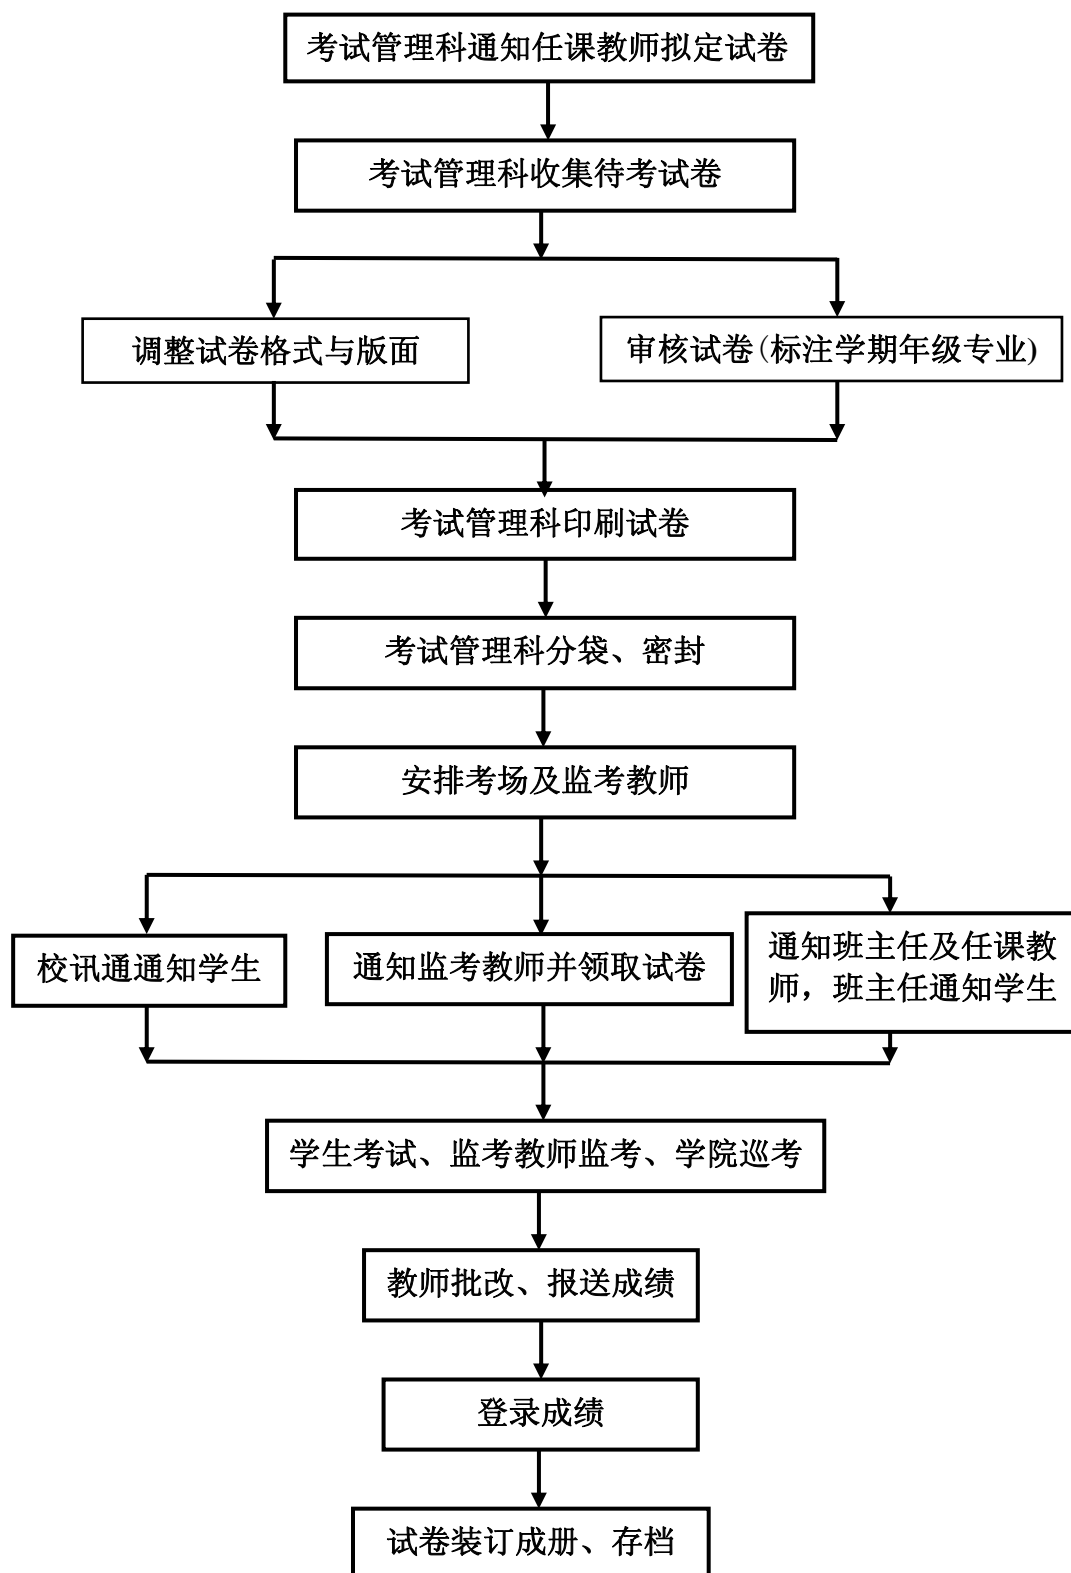 考试管理科通知任课教师拟定试卷
考试管理科收集待考试卷
调整试卷格式与版面
审核试卷(标注学期年级专业)
考试管理科印刷试卷
考试管理科分袋、密封
安排考场及监考教师
校讯通通知学生
通知监考教师并领取试卷
通知班主任及任课教
师，班主任通知学生
学生考试、监考教师监考、学院巡考
教师批改、报送成绩
登录成绩
试卷装订成册、存档